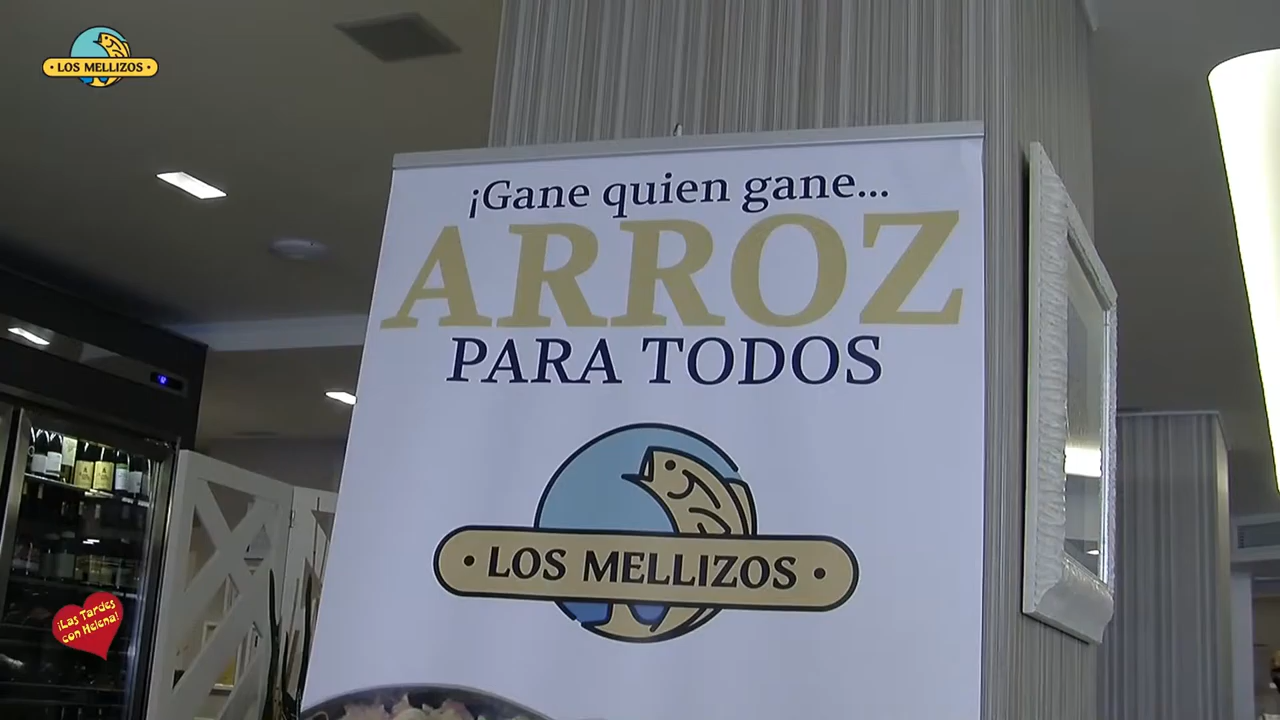 · LOS MELLIZOS ·
¡Gane quien gane...
ARROZ
PARA TODOS
· LOS MELLIZOS ·
¡Las Tardes
con Helena!